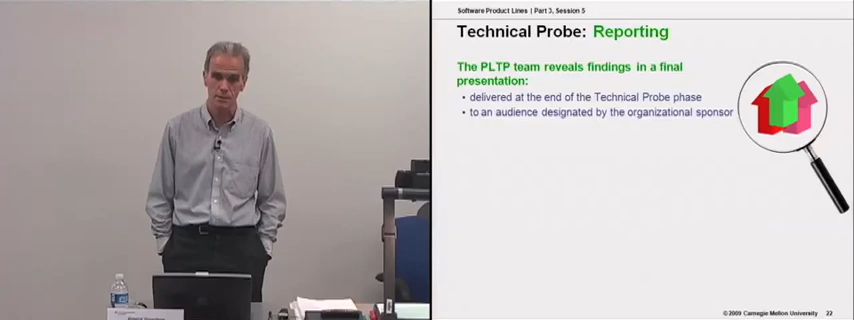 Software Product Lines | Part 3, Session 5
Technical Probe: Reporting
The PLTP team reveals findings in a final
presentation:
• delivered at the end of the Technical Probe phase
• to an audience designated by the organizational sponsor
© 2009 Carnegie Mellon University 22